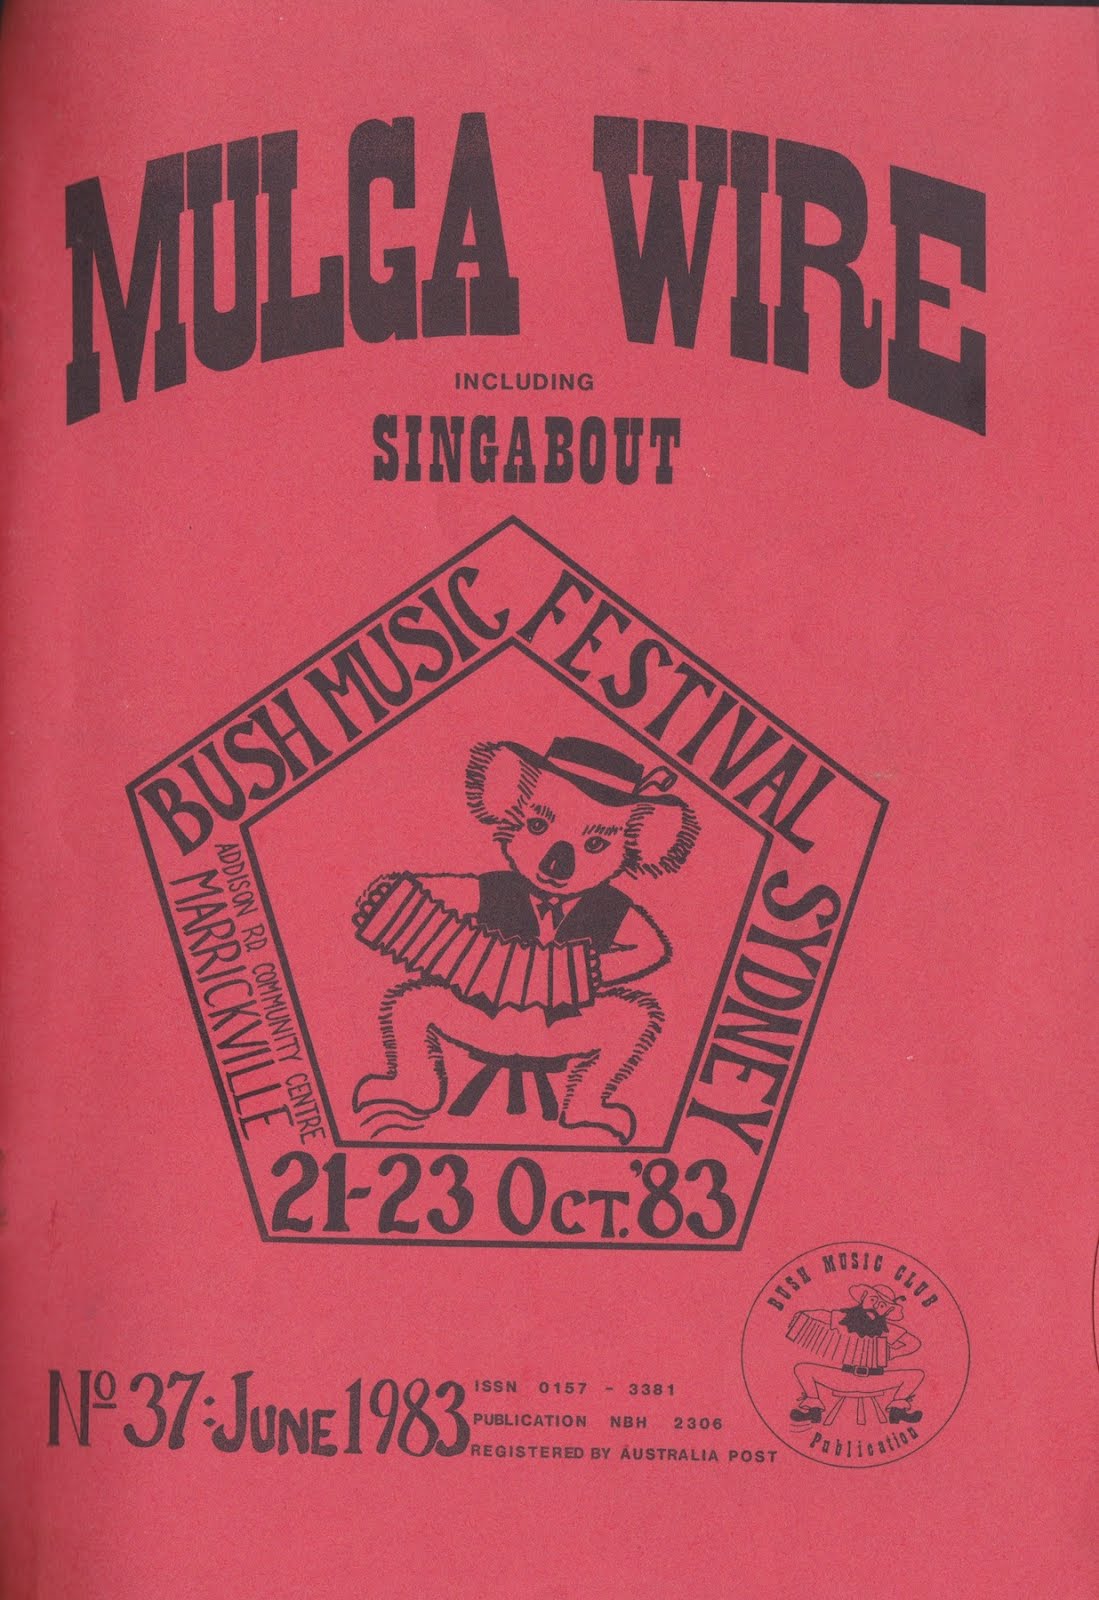 MULGA WIRE
INCLUDING
SINGABOUT
BUSH MUSIC FESTIVAL SYDNEY
ADDISON RD. COMMUNITY CENTRE
MARRICKVILLE
21-23 OCT. '83
BUSH MUSIC CLUB
Publication
Nº 37: JUNE 1983
ISSN 0157 - 3381
PUBLICATION NBH 2306
REGISTERED BY AUSTRALIA POST